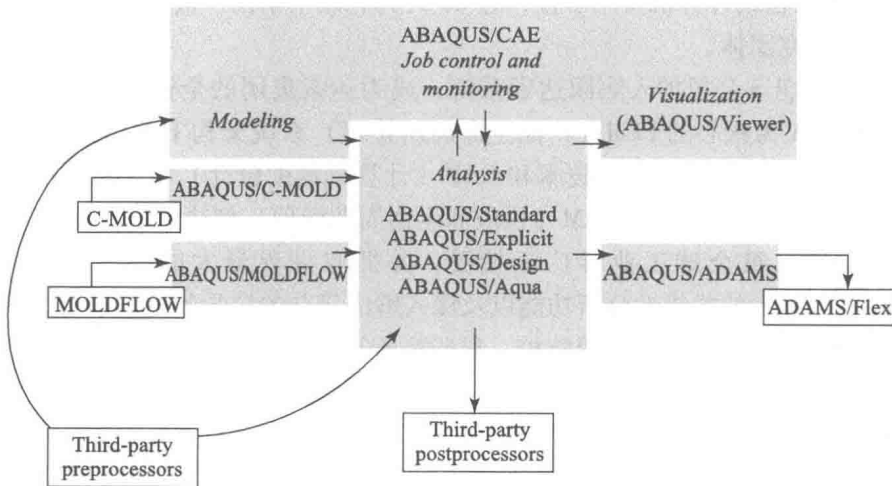 ABAQUS/CAE
Job control and
monitoring
Modeling
Visualization
(ABAQUS/Viewer)
Analysis
ABAQUS/C-MOLD
C-MOLD
ABAQUS/Standard
ABAQUS/Explicit
ABAQUS/Design
ABAQUS/Aqua
ABAQUS/MOLDFLOW
MOLDFLOW
ABAQUS/ADAMS
ADAMS/Flex
Third-party
preprocessors
Third-party
postprocessors